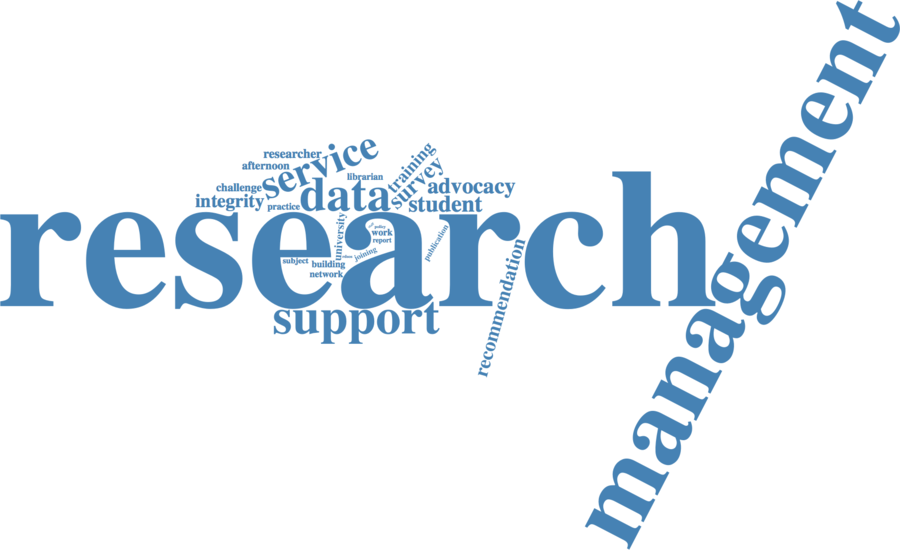 management
researcher
service
training
afternoon
librarian
survey
challenge
data
advocacy
integrity
practice
student
research
university
policy
work
report
publication
joining
subject
building
network
recommendation
support